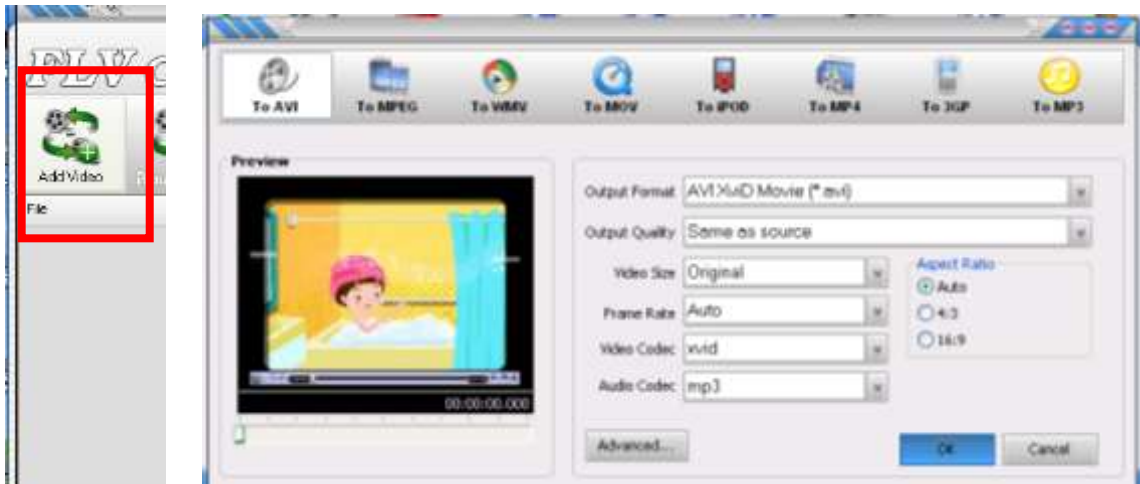 FLV
Add Video
File
To AVI
To MPEG
To WMV
To MOV
To iPOD
To MP4
To 3GP
To MP3
Preview
00:00:00.000
Output Format AVI XviD Movie (*.avi)
Output Quality Same as source
Video Size Original
Frame Rate Auto
Video Codec xvid
Audio Codec mp3
Aspect Ratio
Auto
4:3
16:9
Advanced...
OK
Cancel